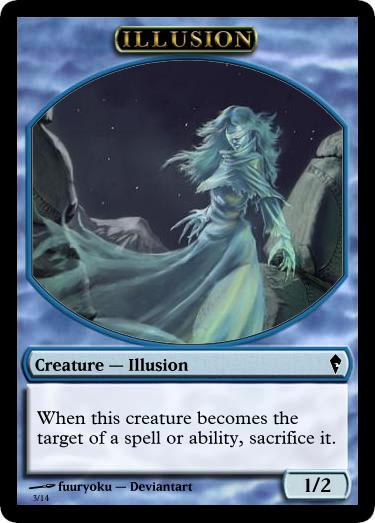 ILLUSION
Creature — Illusion
When this creature becomes the
target of a spell or ability, sacrifice it.
fuuryoku — Deviantart
1/2
3/14